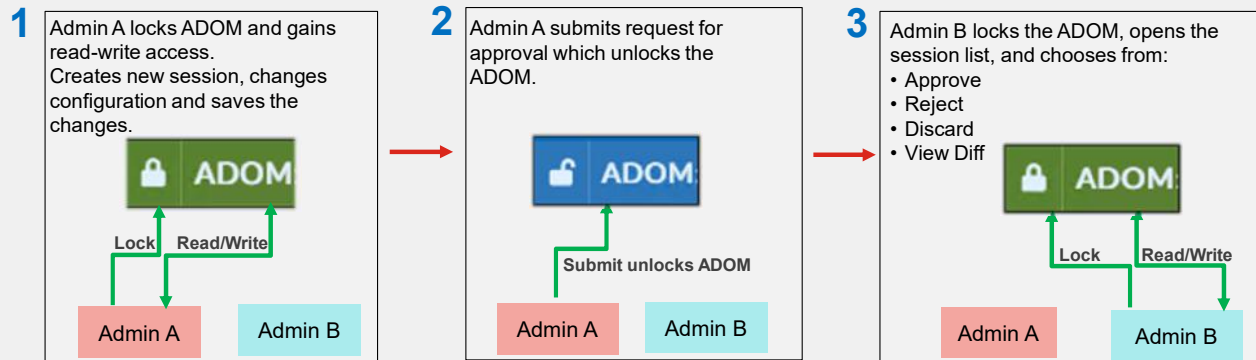 1
Admin A locks ADOM and gains
read-write access.
Creates new session, changes
configuration and saves the
changes.
ADOM:
Lock
Read/Write
Admin A
Admin B
2
Admin A submits request for
approval which unlocks the
ADOM.
ADOM
Submit unlocks ADOM
Admin A
Admin B
3
Admin B locks the ADOM, opens the
session list, and chooses from:
• Approve
• Reject
• Discard
• View Diff
ADOM:
Lock
Read/Write
Admin A
Admin B